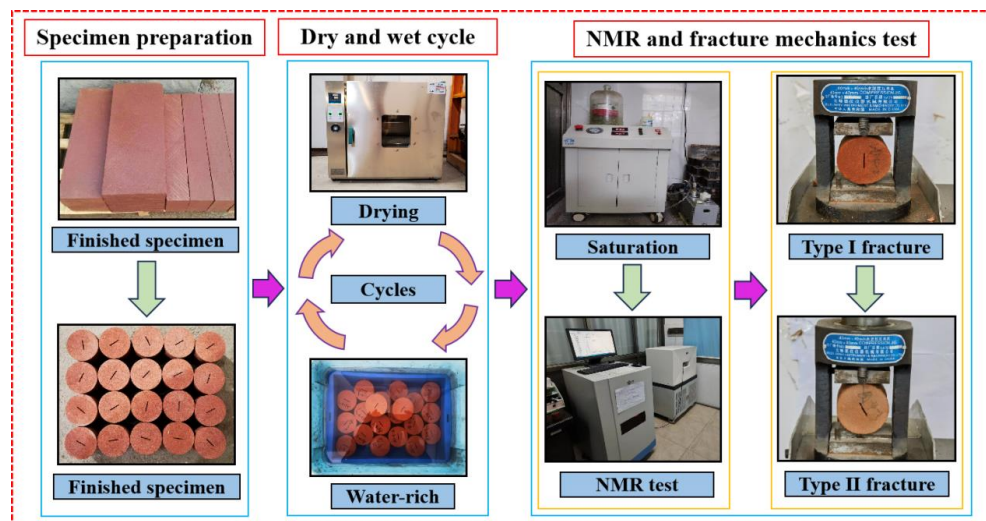 Specimen preparation
Dry and wet cycle
NMR and fracture mechanics test
Finished specimen
Finished specimen
Drying
Cycles
Water-rich
Saturation
NMR test
Type I fracture
Type II fracture